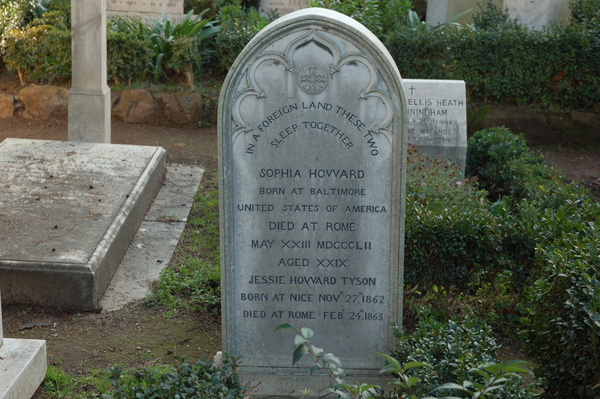 IN A FOREIGN LAND THESE TWO
SLEEP TOGETHER
SOPHIA HOWARD
BORN AT BALTIMORE
UNITED STATES OF AMERICA
DIED AT ROME
MAY XXIII MDCCCLII
AGED XXIX
JESSIE HOWARD TYSON
BORN AT NICE NOVR 27TH 1862
DIED AT ROME FEBY 24TH 1863
ELLIS HEATH